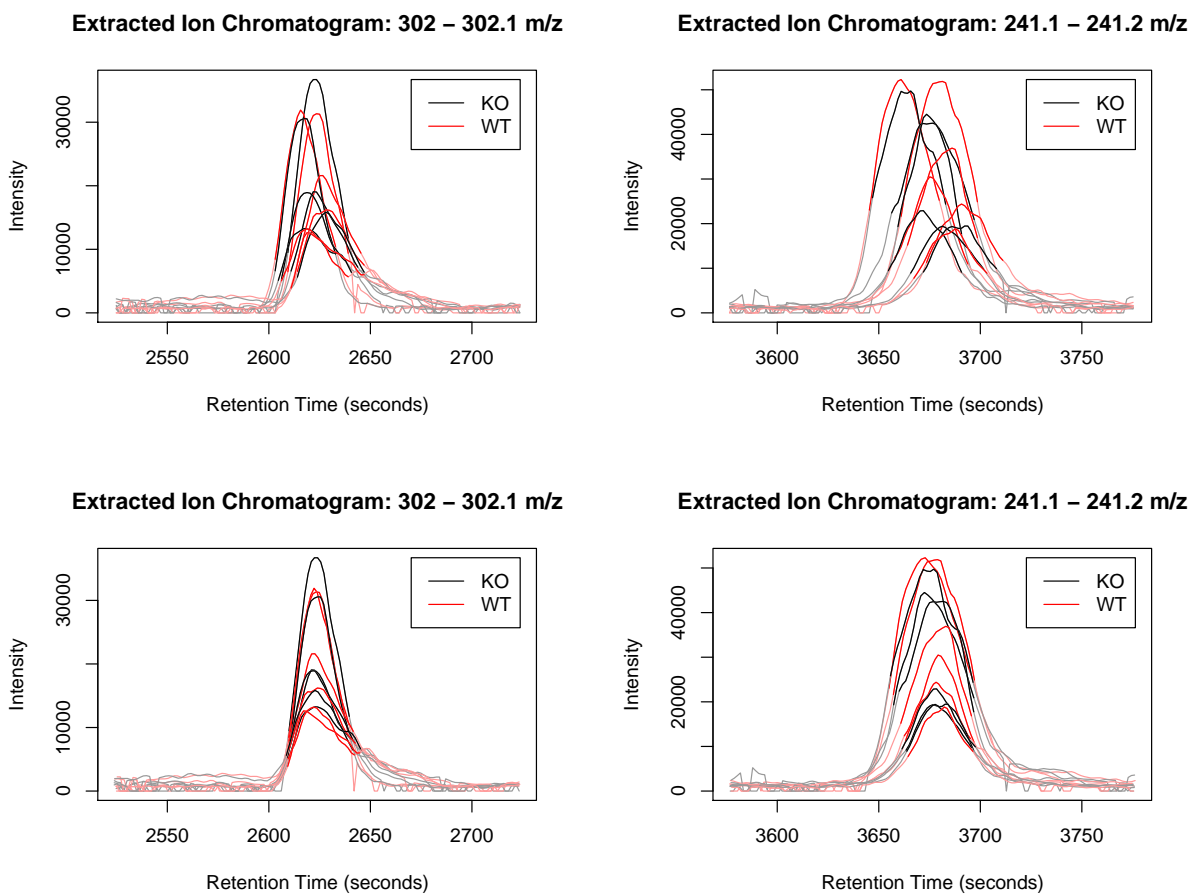 Extracted Ion Chromatogram: 302 − 302.1 m/z
KO
WT
Intensity
0 10000 30000
2550 2600 2650 2700
Retention Time (seconds)
Extracted Ion Chromatogram: 241.1 − 241.2 m/z
KO
WT
Intensity
0 20000 40000
3600 3650 3700 3750
Retention Time (seconds)
Extracted Ion Chromatogram: 302 − 302.1 m/z
KO
WT
Intensity
0 10000 30000
2550 2600 2650 2700
Retention Time (seconds)
Extracted Ion Chromatogram: 241.1 − 241.2 m/z
KO
WT
Intensity
0 20000 40000
3600 3650 3700 3750
Retention Time (seconds)